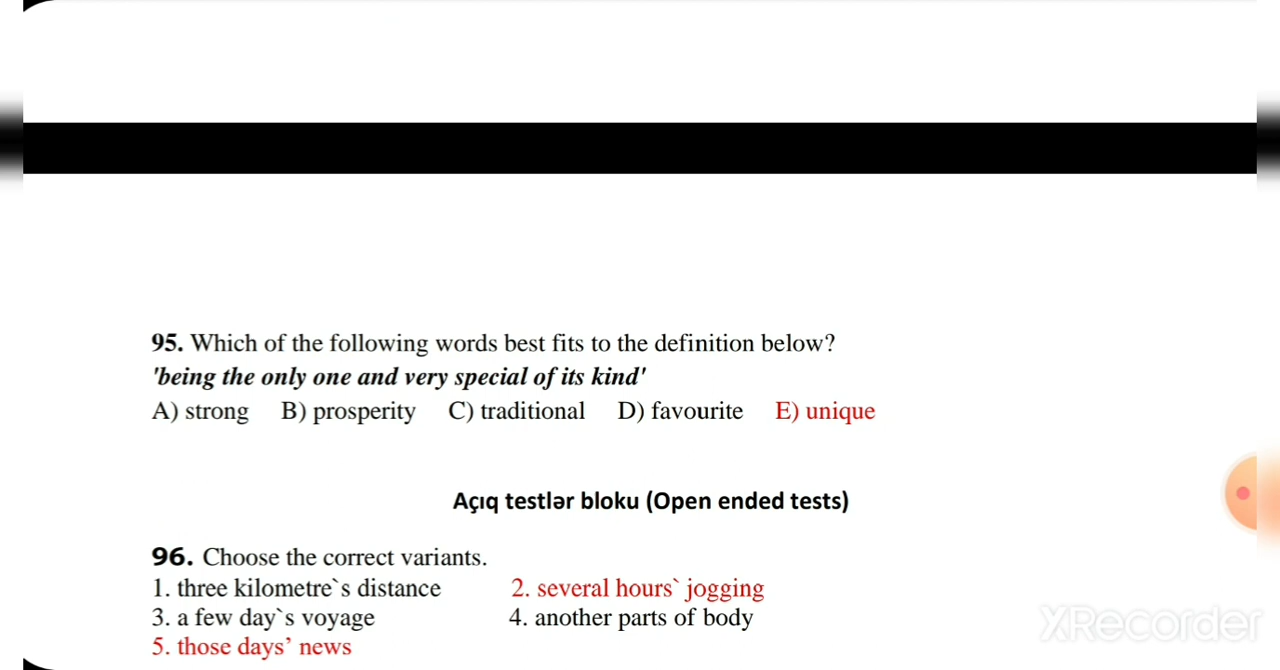 95. Which of the following words best fits to the definition below?
'being the only one and very special of its kind'
A) strong B) prosperity C) traditional D) favourite E) unique
Açıq testlər bloku (Open ended tests)
96. Choose the correct variants.
1. three kilometre`s distance 2. several hours` jogging
3. a few day`s voyage 4. another parts of body
5. those days’ news
XRecorder